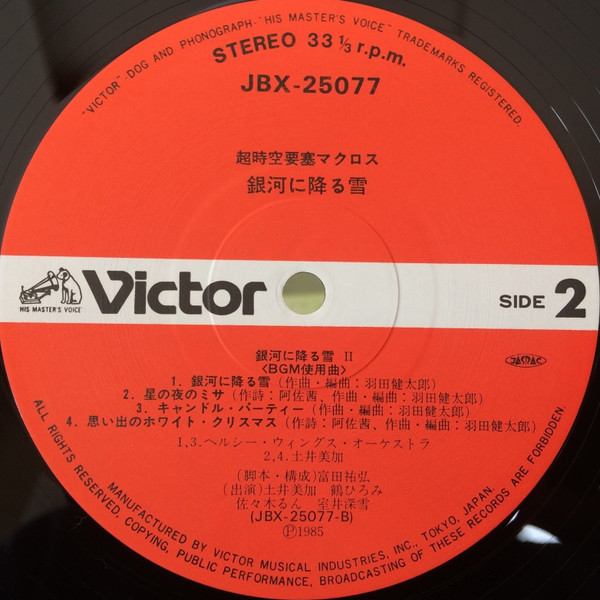 "VICTOR"·DOG AND PHONOGRAPH·"HIS MASTER'S VOICE" TRADEMARKS REGISTERED.
STEREO 33⅓ r.p.m.
JBX-25077
超時空要塞マクロス
銀河に降る雪
Victor
"HIS MASTER'S VOICE"
SIDE 2
銀河に降る雪 II
〈BGM使用曲〉
JASRAC
1. 銀河に降る雪 (作曲・編曲:羽田健太郎)
2. 星の夜のミサ (作詩:阿佐茜、作曲・編曲:羽田健太郎)
3. キャンドル・パーティー (作曲・編曲:羽田健太郎)
4. 思い出のホワイト・クリスマス (作詩:阿佐茜、作曲・編曲:羽田健太郎)
1,3.ヘルシー・ウィングス・オーケストラ
2,4.土井美加
(脚本・構成)富田祐弘
(出演)土井美加 鶴ひろみ
佐々木るん 室井深雪
(JBX-25077-B)
Ⓟ1985
ALL RIGHTS RESERVED. COPYING, PUBLIC PERFORMANCE, BROADCASTING OF THESE RECORDS ARE FORBIDDEN.
MANUFACTURED BY VICTOR MUSICAL INDUSTRIES, INC., TOKYO, JAPAN.